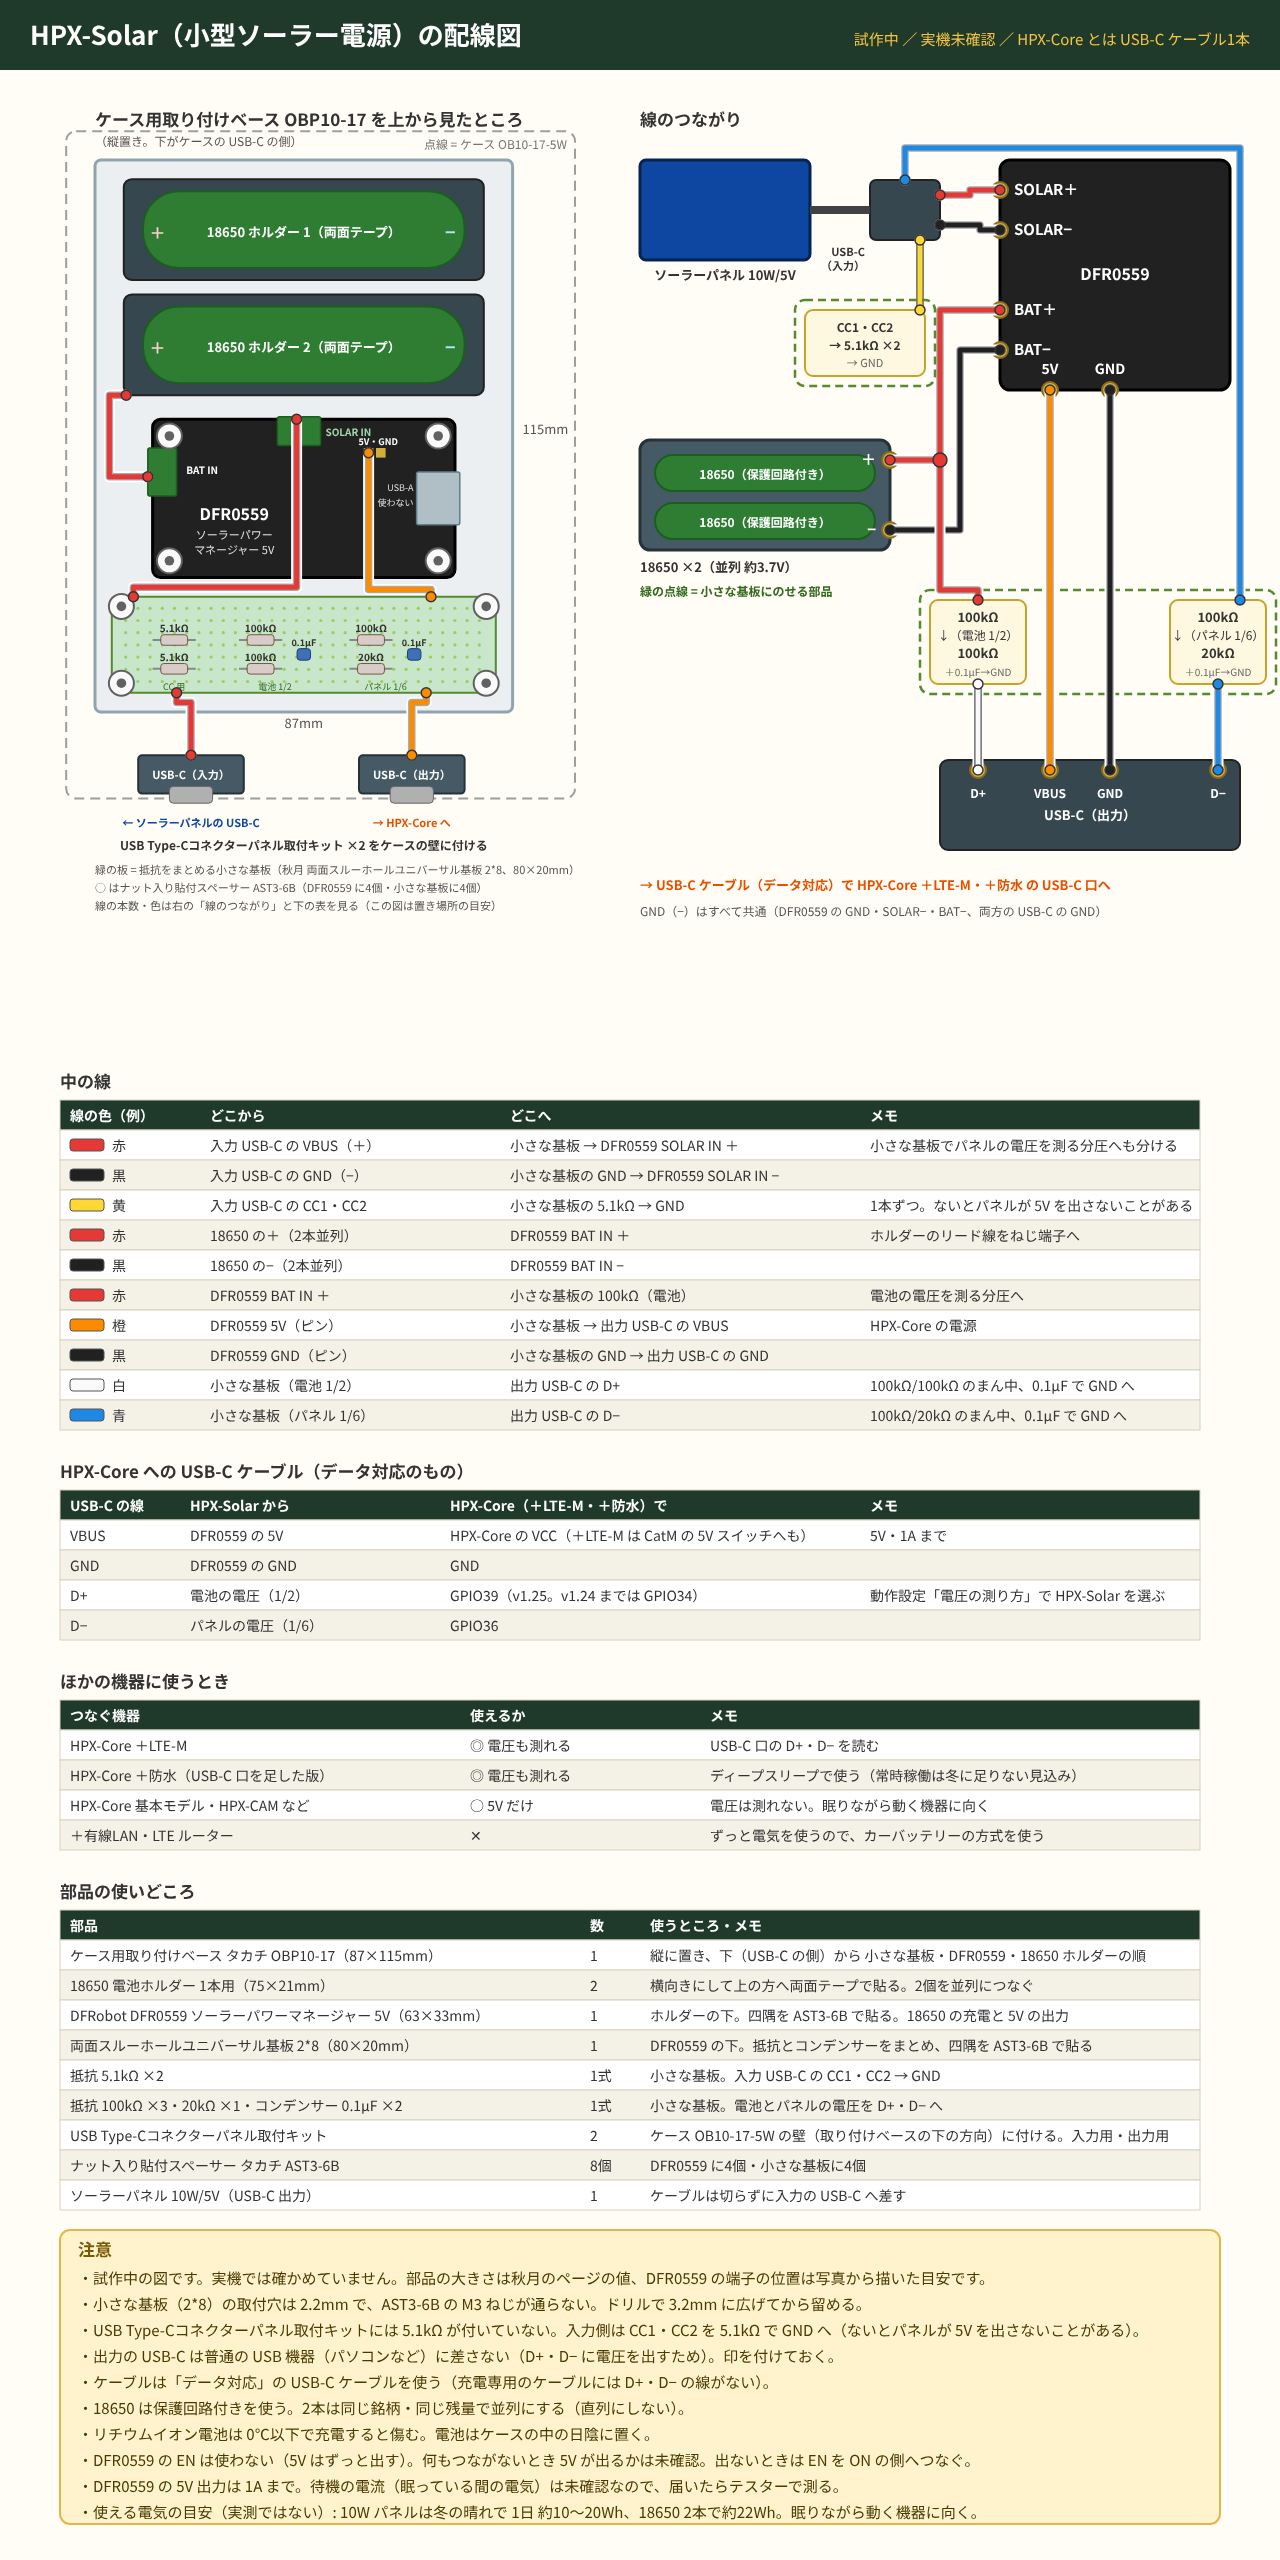 HPX-Solar（小型ソーラー電源）の配線図
試作中 ／ 実機未確認 ／ HPX-Core とは USB-C ケーブル1本
ケース用取り付けベース OBP10-17 を上から見たところ
（縦置き。下がケースの USB-C の側）
点線 = ケース OB10-17-5W
＋ 18650 ホルダー 1（両面テープ） −
＋ 18650 ホルダー 2（両面テープ） −
SOLAR IN
5V・GND
BAT IN
USB-A
使わない
DFR0559
ソーラーパワー
マネージャー 5V
115mm
5.1kΩ 100kΩ 100kΩ
0.1µF 0.1µF
5.1kΩ 100kΩ 20kΩ
CC 用 電池 1/2 パネル 1/6
87mm
USB-C（入力） USB-C（出力）
← ソーラーパネルの USB-C → HPX-Core へ
USB Type-Cコネクターパネル取付キット ×2 をケースの壁に付ける
緑の板 = 抵抗をまとめる小さな基板（秋月 両面スルーホールユニバーサル基板 2*8、80×20mm）
○ はナット入り貼付スペーサー AST3-6B（DFR0559 に4個・小さな基板に4個）
線の本数・色は右の「線のつながり」と下の表を見る（この図は置き場所の目安）
線のつながり
ソーラーパネル 10W/5V
USB-C
（入力）
SOLAR＋
SOLAR−
DFR0559
BAT＋
BAT−
5V GND
CC1・CC2
→ 5.1kΩ ×2
→ GND
＋
18650（保護回路付き）
18650（保護回路付き）
−
18650 ×2（並列 約3.7V）
緑の点線 = 小さな基板にのせる部品
100kΩ
↓（電池 1/2）
100kΩ
＋0.1µF→GND
100kΩ
↓（パネル 1/6）
20kΩ
＋0.1µF→GND
D+ VBUS GND D−
USB-C（出力）
→ USB-C ケーブル（データ対応）で HPX-Core ＋LTE-M・＋防水 の USB-C 口へ
GND（−）はすべて共通（DFR0559 の GND・SOLAR−・BAT−、両方の USB-C の GND）
中の線
線の色（例） どこから どこへ メモ
赤 入力 USB-C の VBUS（＋） 小さな基板 → DFR0559 SOLAR IN ＋ 小さな基板でパネルの電圧を測る分圧へも分ける
黒 入力 USB-C の GND（−） 小さな基板の GND → DFR0559 SOLAR IN −
黄 入力 USB-C の CC1・CC2 小さな基板の 5.1kΩ → GND 1本ずつ。ないとパネルが 5V を出さないことがある
赤 18650 の＋（2本並列） DFR0559 BAT IN ＋ ホルダーのリード線をねじ端子へ
黒 18650 の−（2本並列） DFR0559 BAT IN −
赤 DFR0559 BAT IN ＋ 小さな基板の 100kΩ（電池） 電池の電圧を測る分圧へ
橙 DFR0559 5V（ピン） 小さな基板 → 出力 USB-C の VBUS HPX-Core の電源
黒 DFR0559 GND（ピン） 小さな基板の GND → 出力 USB-C の GND
白 小さな基板（電池 1/2） 出力 USB-C の D+ 100kΩ/100kΩ のまん中、0.1µF で GND へ
青 小さな基板（パネル 1/6） 出力 USB-C の D− 100kΩ/20kΩ のまん中、0.1µF で GND へ
HPX-Core への USB-C ケーブル（データ対応のもの）
USB-C の線 HPX-Solar から HPX-Core（＋LTE-M・＋防水）で メモ
VBUS DFR0559 の 5V HPX-Core の VCC（＋LTE-M は CatM の 5V スイッチへも） 5V・1A まで
GND DFR0559 の GND GND
D+ 電池の電圧（1/2） GPIO39（v1.25。v1.24 までは GPIO34） 動作設定「電圧の測り方」で HPX-Solar を選ぶ
D− パネルの電圧（1/6） GPIO36
ほかの機器に使うとき
つなぐ機器 使えるか メモ
HPX-Core ＋LTE-M ◎ 電圧も測れる USB-C 口の D+・D− を読む
HPX-Core ＋防水（USB-C 口を足した版） ◎ 電圧も測れる ディープスリープで使う（常時稼働は冬に足りない見込み）
HPX-Core 基本モデル・HPX-CAM など ○ 5V だけ 電圧は測れない。眠りながら動く機器に向く
＋有線LAN・LTE ルーター × ずっと電気を使うので、カーバッテリーの方式を使う
部品の使いどころ
部品 数 使うところ・メモ
ケース用取り付けベース タカチ OBP10-17（87×115mm） 1 縦に置き、下（USB-C の側）から 小さな基板・DFR0559・18650 ホルダーの順
18650 電池ホルダー 1本用（75×21mm） 2 横向きにして上の方へ両面テープで貼る。2個を並列につなぐ
DFRobot DFR0559 ソーラーパワーマネージャー 5V（63×33mm） 1 ホルダーの下。四隅を AST3-6B で貼る。18650 の充電と 5V の出力
両面スルーホールユニバーサル基板 2*8（80×20mm） 1 DFR0559 の下。抵抗とコンデンサーをまとめ、四隅を AST3-6B で貼る
抵抗 5.1kΩ ×2 1式 小さな基板。入力 USB-C の CC1・CC2 → GND
抵抗 100kΩ ×3・20kΩ ×1・コンデンサー 0.1µF ×2 1式 小さな基板。電池とパネルの電圧を D+・D− へ
USB Type-Cコネクターパネル取付キット 2 ケース OB10-17-5W の壁（取り付けベースの下の方向）に付ける。入力用・出力用
ナット入り貼付スペーサー タカチ AST3-6B 8個 DFR0559 に4個・小さな基板に4個
ソーラーパネル 10W/5V（USB-C 出力） 1 ケーブルは切らずに入力の USB-C へ差す
注意
・試作中の図です。実機では確かめていません。部品の大きさは秋月のページの値、DFR0559 の端子の位置は写真から描いた目安です。
・小さな基板（2*8）の取付穴は 2.2mm で、AST3-6B の M3 ねじが通らない。ドリルで 3.2mm に広げてから留める。
・USB Type-Cコネクターパネル取付キットには 5.1kΩ が付いていない。入力側は CC1・CC2 を 5.1kΩ で GND へ（ないとパネルが 5V を出さないことがある）。
・出力の USB-C は普通の USB 機器（パソコンなど）に差さない（D+・D− に電圧を出すため）。印を付けておく。
・ケーブルは「データ対応」の USB-C ケーブルを使う（充電専用のケーブルには D+・D− の線がない）。
・18650 は保護回路付きを使う。2本は同じ銘柄・同じ残量で並列にする（直列にしない）。
・リチウムイオン電池は 0℃以下で充電すると傷む。電池はケースの中の日陰に置く。
・DFR0559 の EN は使わない（5V はずっと出す）。何もつながないとき 5V が出るかは未確認。出ないときは EN を ON の側へつなぐ。
・DFR0559 の 5V 出力は 1A まで。待機の電流（眠っている間の電気）は未確認なので、届いたらテスターで測る。
・使える電気の目安（実測ではない）: 10W パネルは冬の晴れで 1日 約10〜20Wh、18650 2本で約22Wh。眠りながら動く機器に向く。